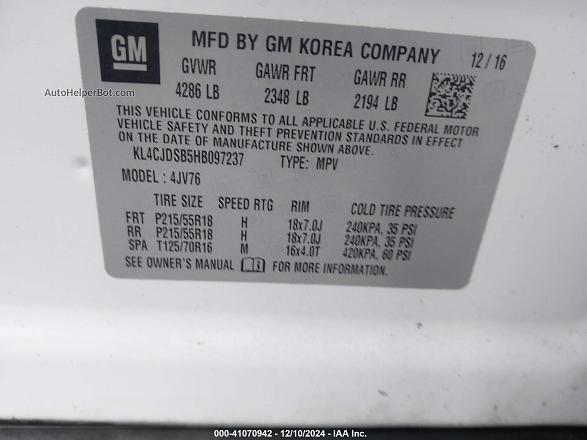 GM
MFD BY GM KOREA COMPANY 12/16
GVWR GAWR FRT GAWR RR
4286 LB 2348 LB 2194 LB
THIS VEHICLE CONFORMS TO ALL APPLICABLE U.S. FEDERAL MOTOR
VEHICLE SAFETY AND THEFT PREVENTION STANDARDS IN EFFECT
ON THE DATE OF MANUFACTURE SHOWN ABOVE.
KL4CJDSB5HB097237 TYPE: MPV
MODEL: 4JV76
TIRE SIZE SPEED RTG RIM COLD TIRE PRESSURE
FRT P215/55R18 H 18x7.0J 240KPA, 35 PSI
RR P215/55R18 H 18x7.0J 240KPA, 35 PSI
SPA T125/70R16 M 16x4.0T 420KPA, 60 PSI
SEE OWNER'S MANUAL FOR MORE INFORMATION.
AutoHelperBot.com
000-41070942 - 12/10/2024 - IAA Inc.